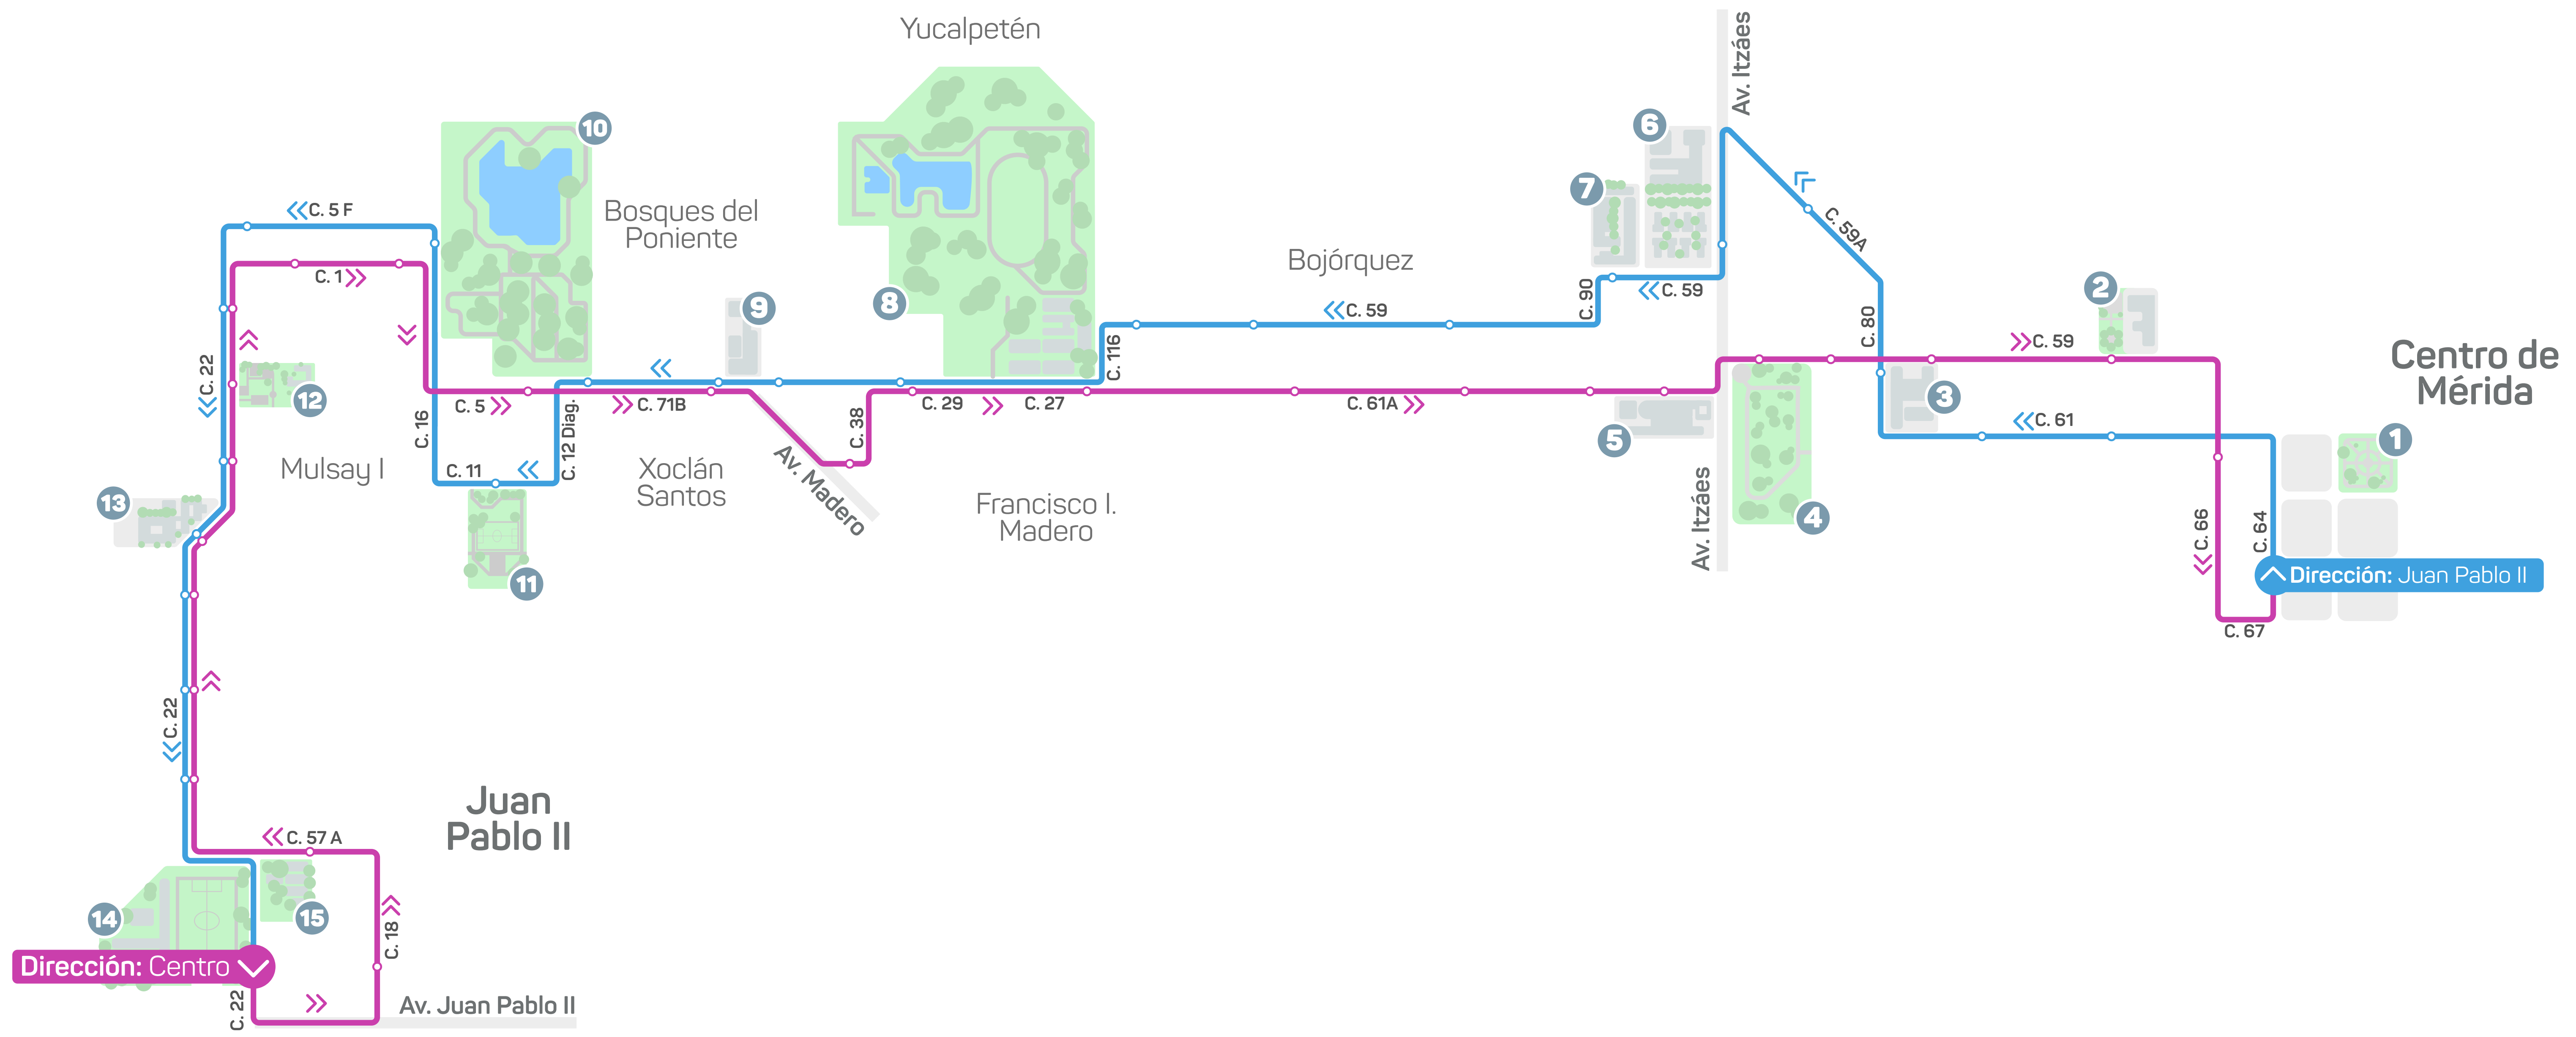 Yucalpetén
Av. Itzáes
10
6
7
C. 59A
C. 5 F
Bosques del
Poniente
Bojórquez
C. 1
8
9
C. 59
C. 90
C. 59
C. 80
2
C. 59
Centro de
Mérida
C. 22
12
C. 116
C. 16
C. 5
C. 12 Diag.
C. 71B
C. 38
C. 29
C. 27
C. 61A
5
3
C. 61
1
Mulsay I
C. 11
Xoclán
Santos
Av. Madero
Francisco I.
Madero
Av. Itzáes
4
C. 66
C. 64
13
11
Dirección: Juan Pablo II
C. 67
C. 22
Juan
Pablo II
C. 57 A
14
15
C. 18
Dirección: Centro
C. 22
Av. Juan Pablo II